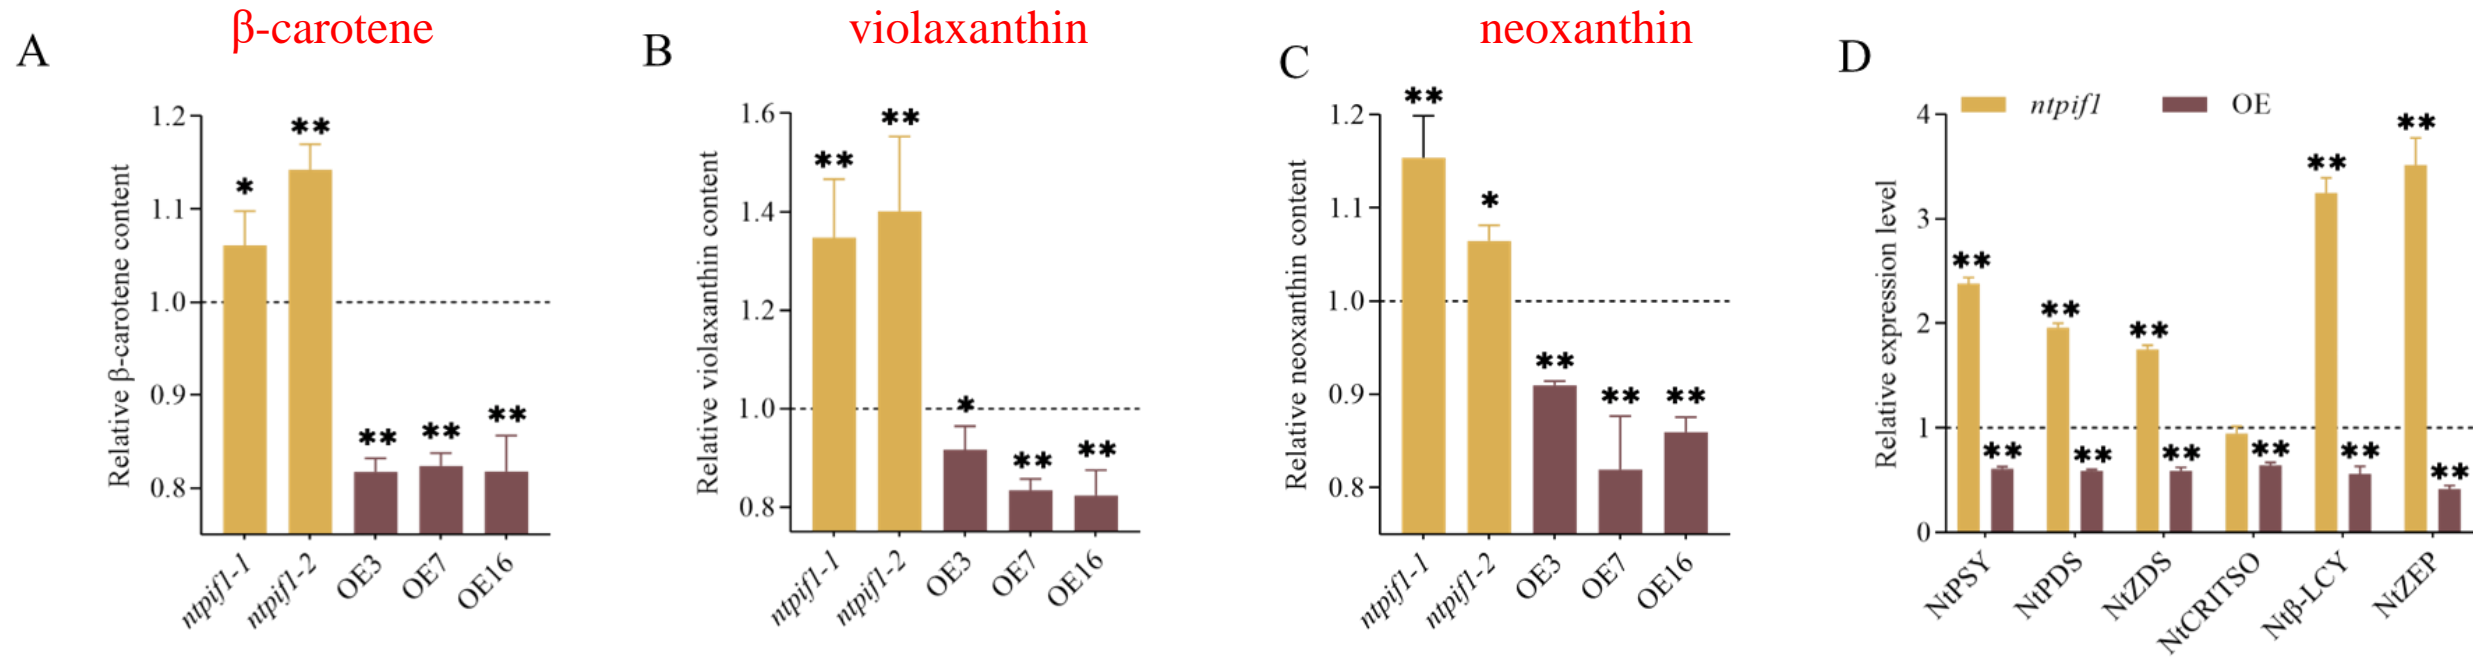 β-carotene
violaxanthin
neoxanthin
A
Relative β-carotene content
1.2
1.1
1.0
0.9
0.8
*
**
**
**
**
ntpif1-1
ntpif1-2
OE3
OE7
OE16
B
Relative violaxanthin content
1.6
1.4
1.2
1.0
0.8
**
**
*
**
**
ntpif1-1
ntpif1-2
OE3
OE7
OE16
C
Relative neoxanthin content
1.2
1.1
1.0
0.9
0.8
**
*
**
**
**
ntpif1-1
ntpif1-2
OE3
OE7
OE16
D
ntpif1
OE
Relative expression level
4
3
2
1
0
**
**
**
**
**
**
**
**
**
**
**
NtPSY
NtPDS
NtZDS
NtCRITSO
Ntβ-LCY
NtZEP